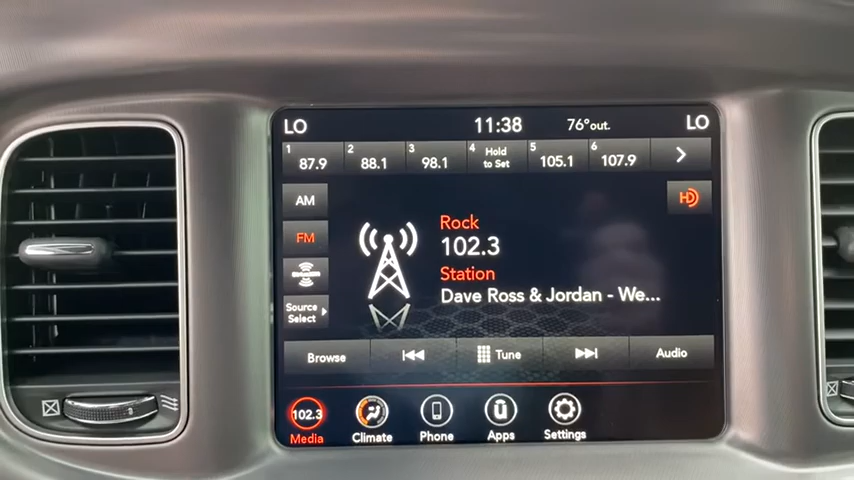 LO 11:38 76°out. LO
1 87.9 2 88.1 3 98.1 4 Hold to Set 5 105.1 6 107.9
AM
HD
FM
Rock
102.3
Station
Dave Ross & Jordan - We...
SiriusXM
Source Select
Browse Tune Audio
102.3
Media Climate Phone Apps Settings